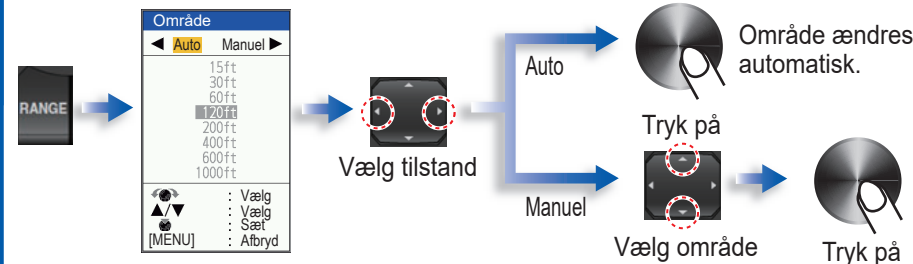 RANGE
Område
◀ Auto Manuel ▶
15ft
30ft
60ft
120ft
200ft
400ft
600ft
1000ft
: Vælg
▲/▼ : Vælg
: Sæt
[MENU] : Afbryd
Vælg tilstand
Auto
Tryk på
Område ændres
automatisk.
Manuel
Vælg område
Tryk på